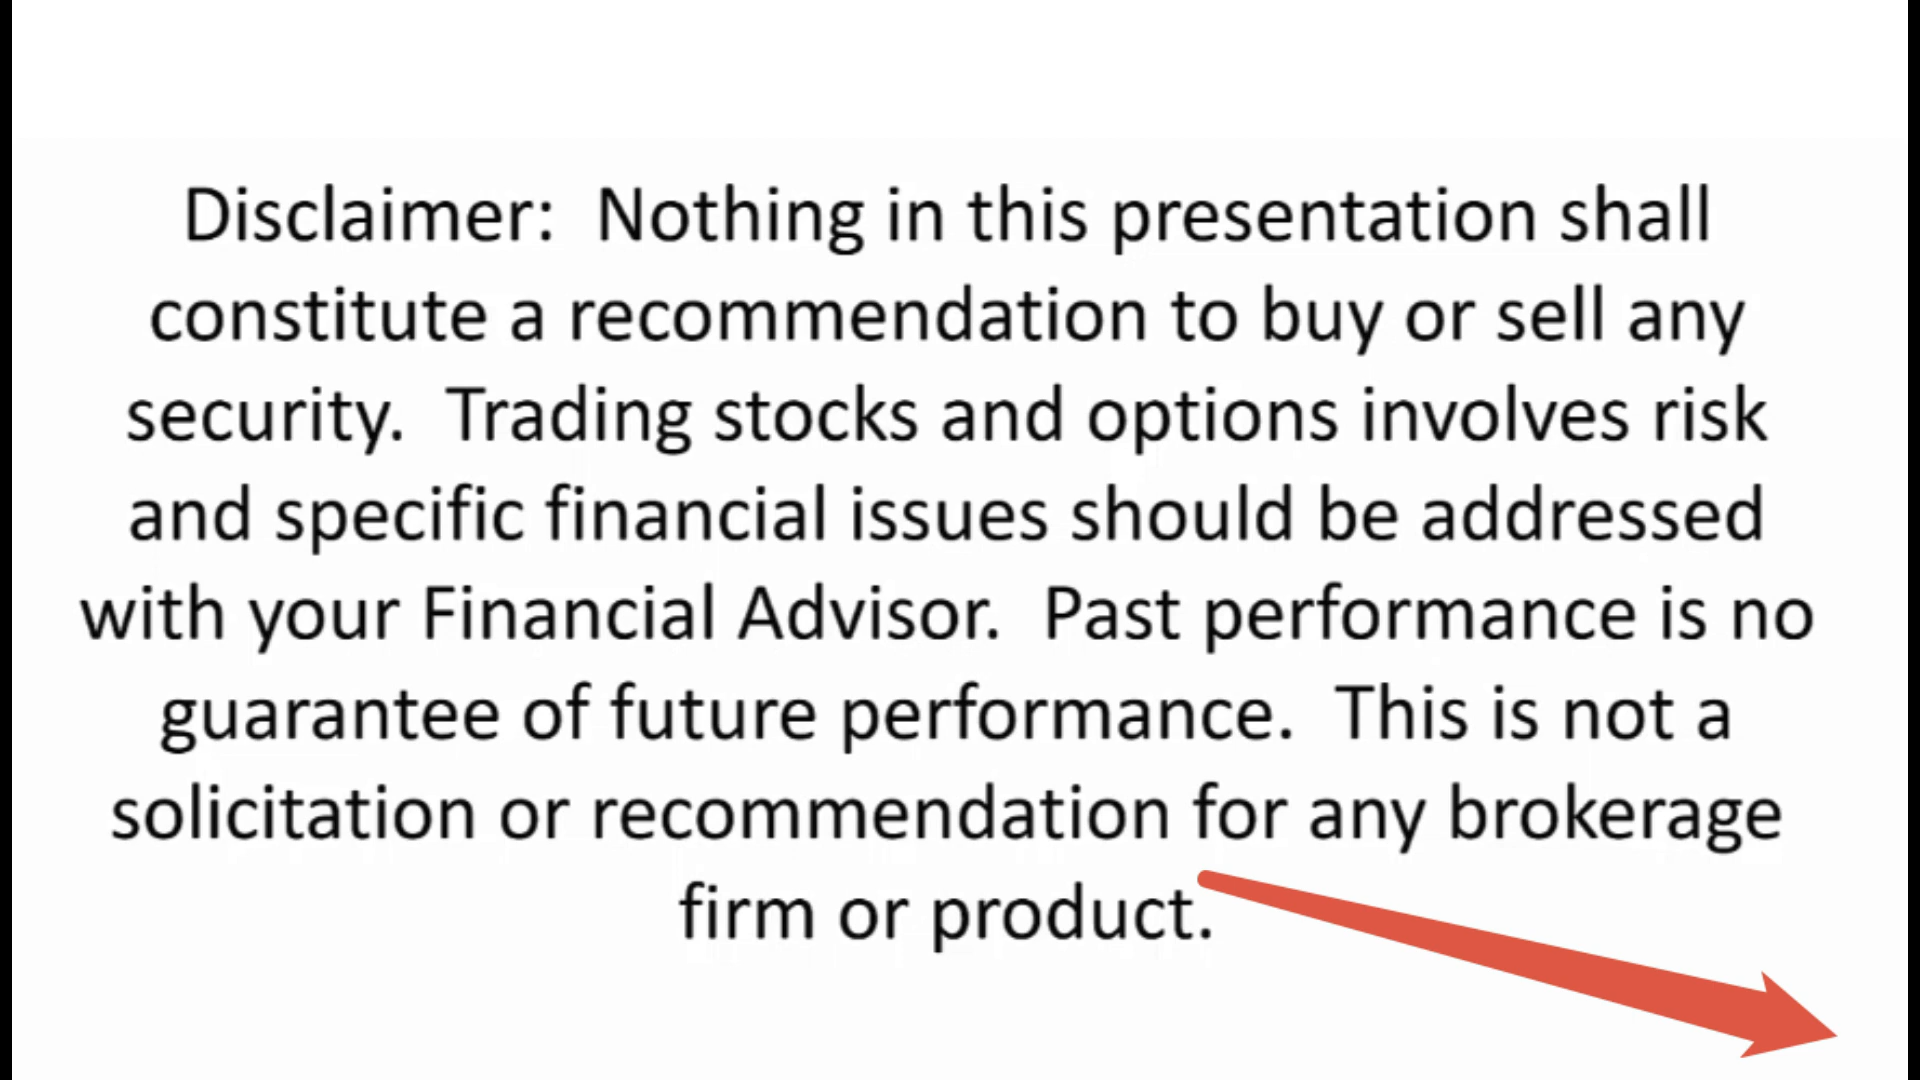 Disclaimer:  Nothing in this presentation shall
constitute a recommendation to buy or sell any
security.  Trading stocks and options involves risk
and specific financial issues should be addressed
with your Financial Advisor.  Past performance is no
guarantee of future performance.  This is not a
solicitation or recommendation for any brokerage
firm or product.